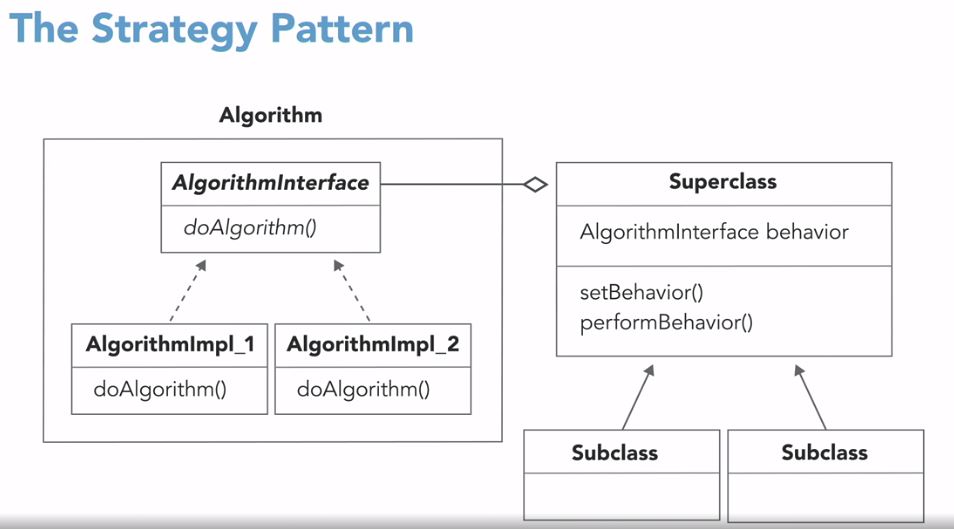 The Strategy Pattern
Algorithm
AlgorithmInterface
doAlgorithm()
AlgorithmImpl_1
doAlgorithm()
AlgorithmImpl_2
doAlgorithm()
Superclass
AlgorithmInterface behavior
setBehavior()
performBehavior()
Subclass
Subclass